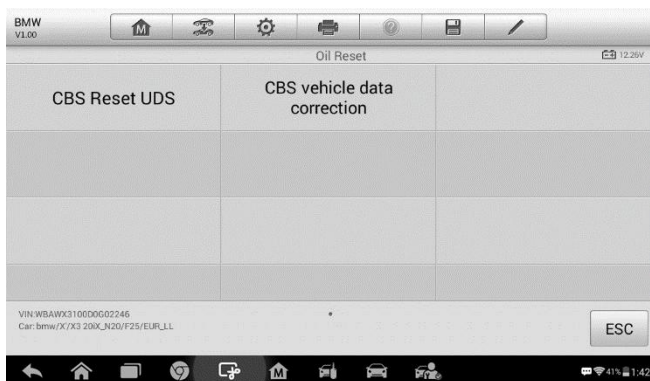 BMW
V1.00
Oil Reset
12.26V
CBS Reset UDS
CBS vehicle data
correction
VIN:WBAWX3100D0G02246
Car: bmw/X'/X3 20iX_N20/F25/EUR_LL
ESC
41% 1:42